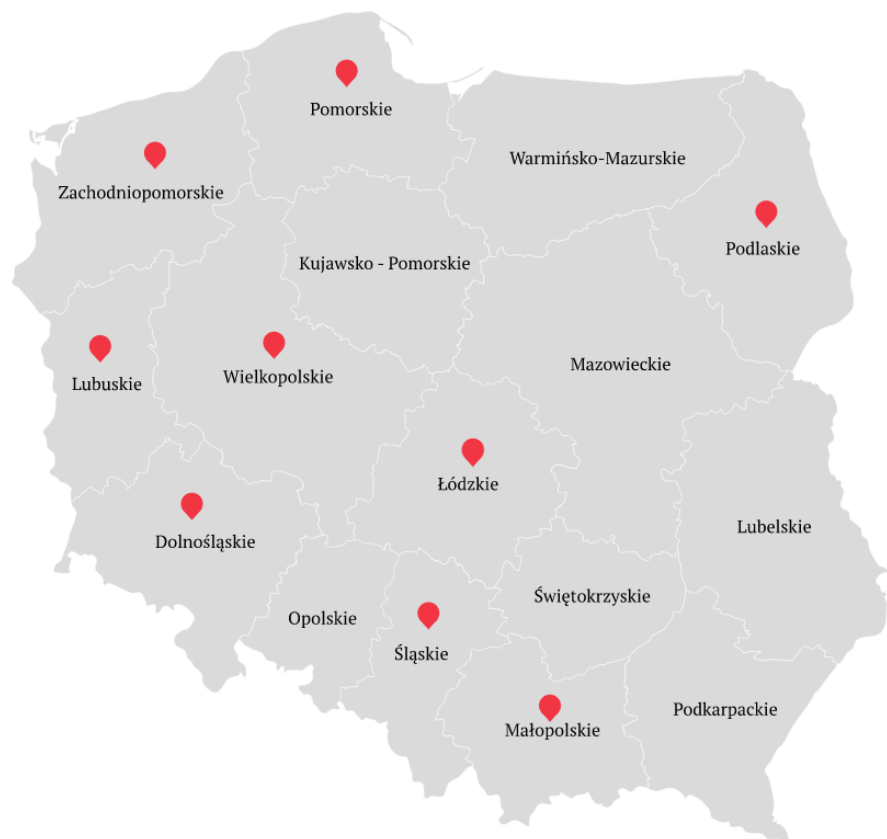 Pomorskie
Warmińsko-Mazurskie
Zachodniopomorskie
Podlaskie
Kujawsko - Pomorskie
Mazowieckie
Wielkopolskie
Lubuskie
Łódzkie
Lubelskie
Dolnośląskie
Świętokrzyskie
Opolskie
Śląskie
Podkarpackie
Małopolskie